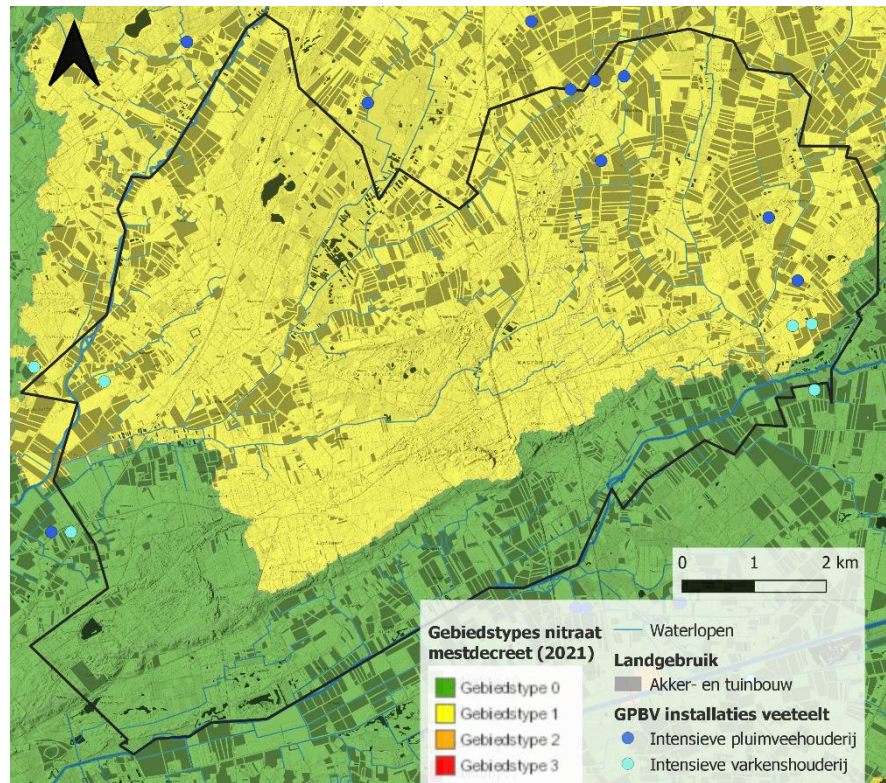 0 1 2 km
Gebiedstypes nitraat
mestdecreet (2021)
Gebiedstype 0
Gebiedstype 1
Gebiedstype 2
Gebiedstype 3
Waterlopen
Landgebruik
Akker- en tuinbouw
GPBV installaties veeteelt
Intensieve pluimveehouderij
Intensieve varkenshouderij